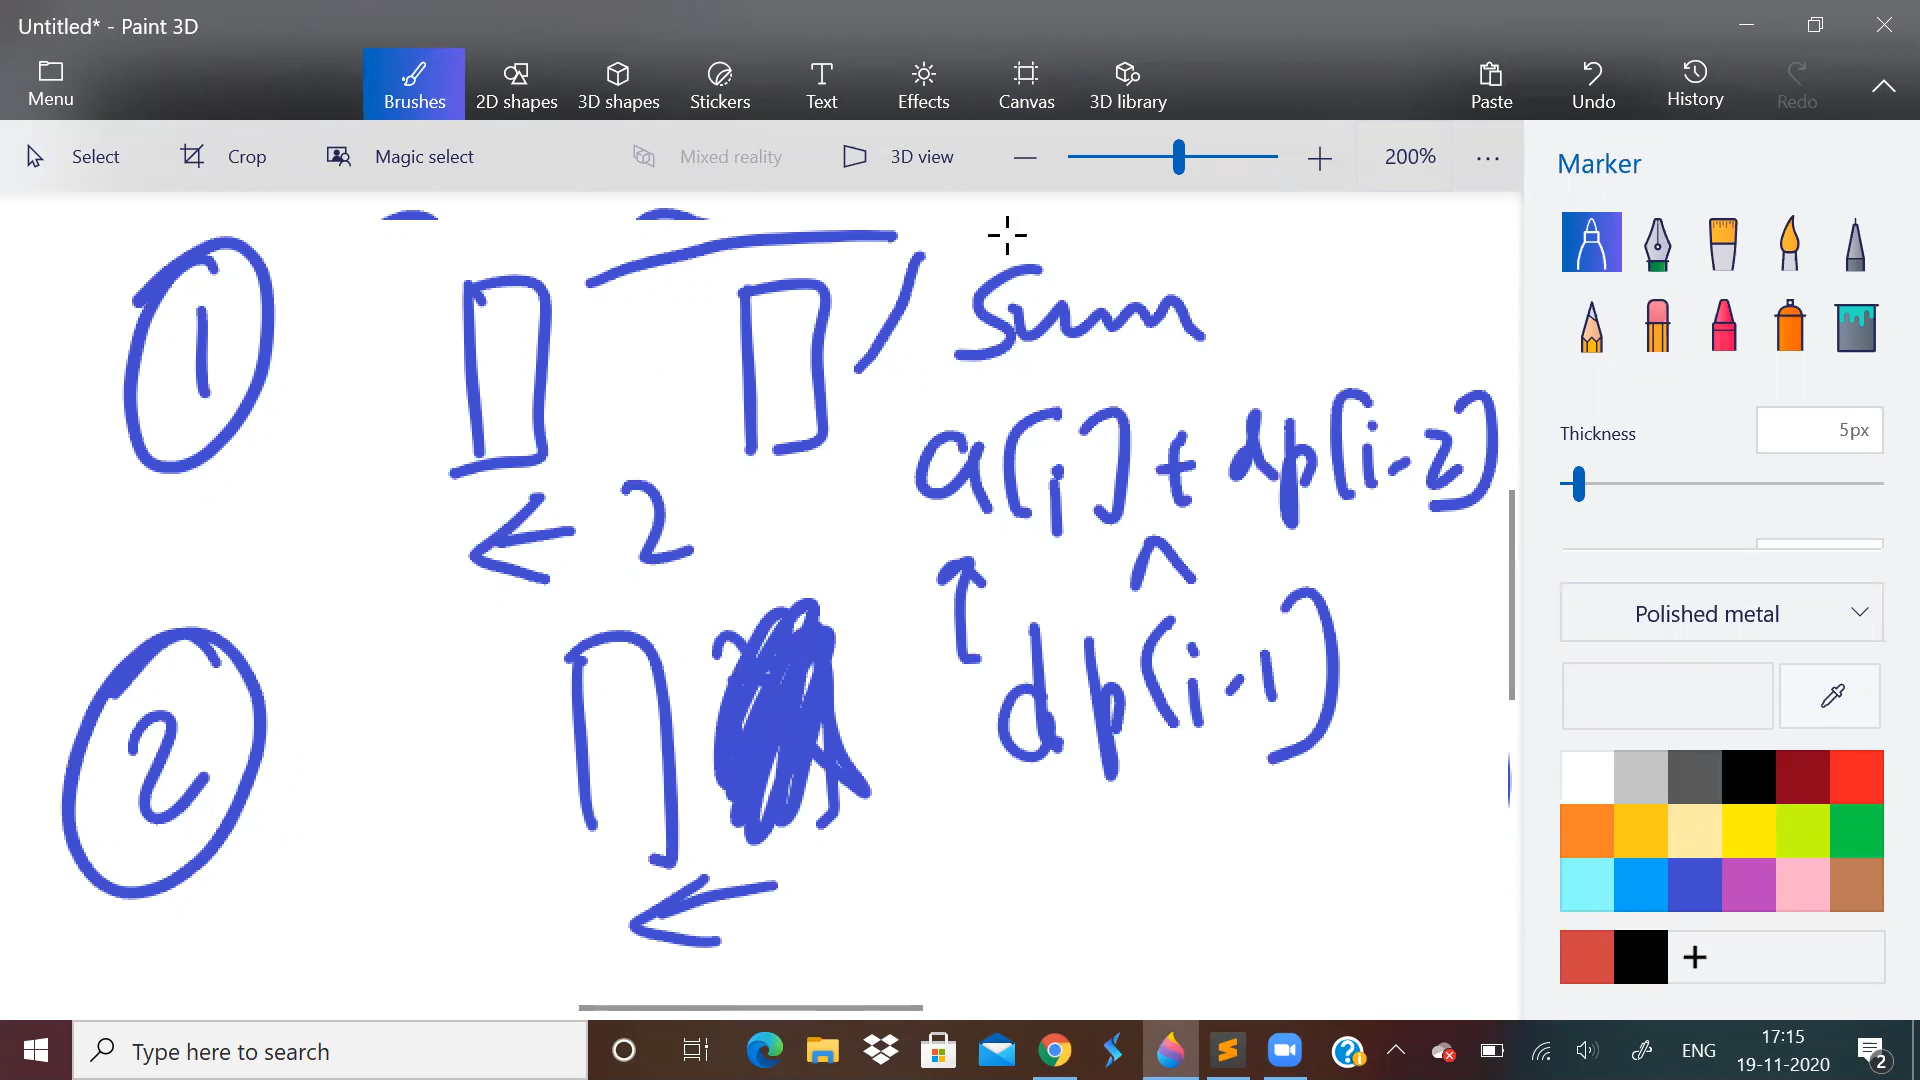 Untitled* - Paint 3D
Menu
Brushes 2D shapes 3D shapes Stickers Text Effects Canvas 3D library Paste Undo History Redo
Select Crop Magic select Mixed reality 3D view 200%
Marker
Thickness 5px
Polished metal
1
sum
a[i] + dp[i-2]
← 2
2
dp[i-1]
Type here to search
ENG
17:15
19-11-2020
2